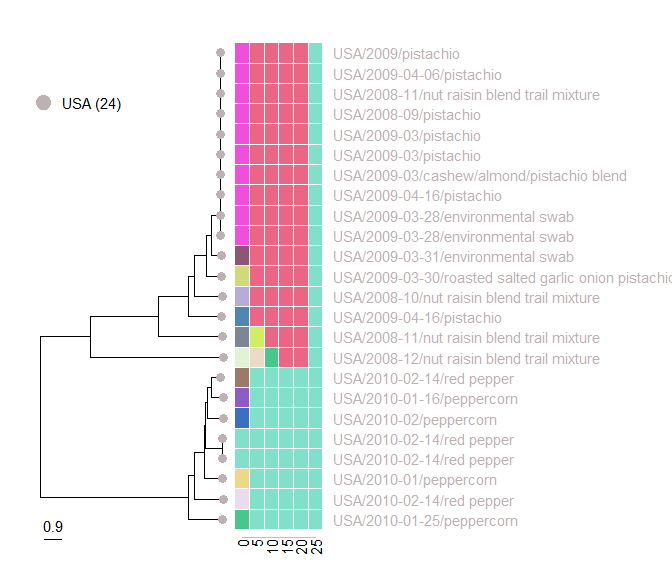 USA/2009/pistachio
USA/2009-04-06/pistachio
USA (24)
USA/2008-11/nut raisin blend trail mixture
USA/2008-09/pistachio
USA/2009-03/pistachio
USA/2009-03/pistachio
USA/2009-03/cashew/almond/pistachio blend
USA/2009-04-16/pistachio
USA/2009-03-28/environmental swab
USA/2009-03-28/environmental swab
USA/2009-03-31/environmental swab
USA/2009-03-30/roasted salted garlic onion pistachio
USA/2008-10/nut raisin blend trail mixture
USA/2009-04-16/pistachio
USA/2008-11/nut raisin blend trail mixture
USA/2008-12/nut raisin blend trail mixture
USA/2010-02-14/red pepper
USA/2010-01-16/peppercorn
USA/2010-02/peppercorn
USA/2010-02-14/red pepper
USA/2010-02-14/red pepper
USA/2010-01/peppercorn
USA/2010-02-14/red pepper
USA/2010-01-25/peppercorn
0.9
0 5 10 15 20 25